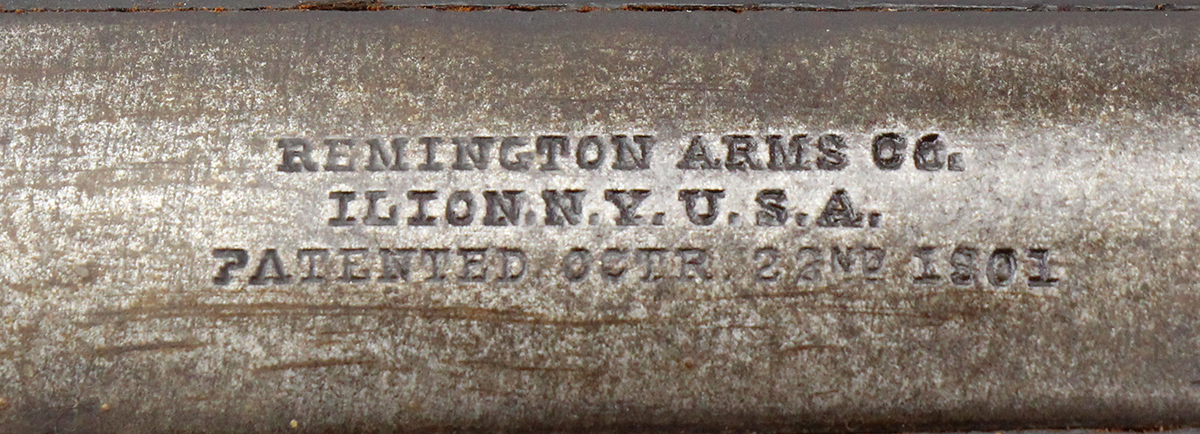 REMINGTON ARMS CO.
ILION.N.Y.U.S.A.
PATENTED OCTR 22ND 1901